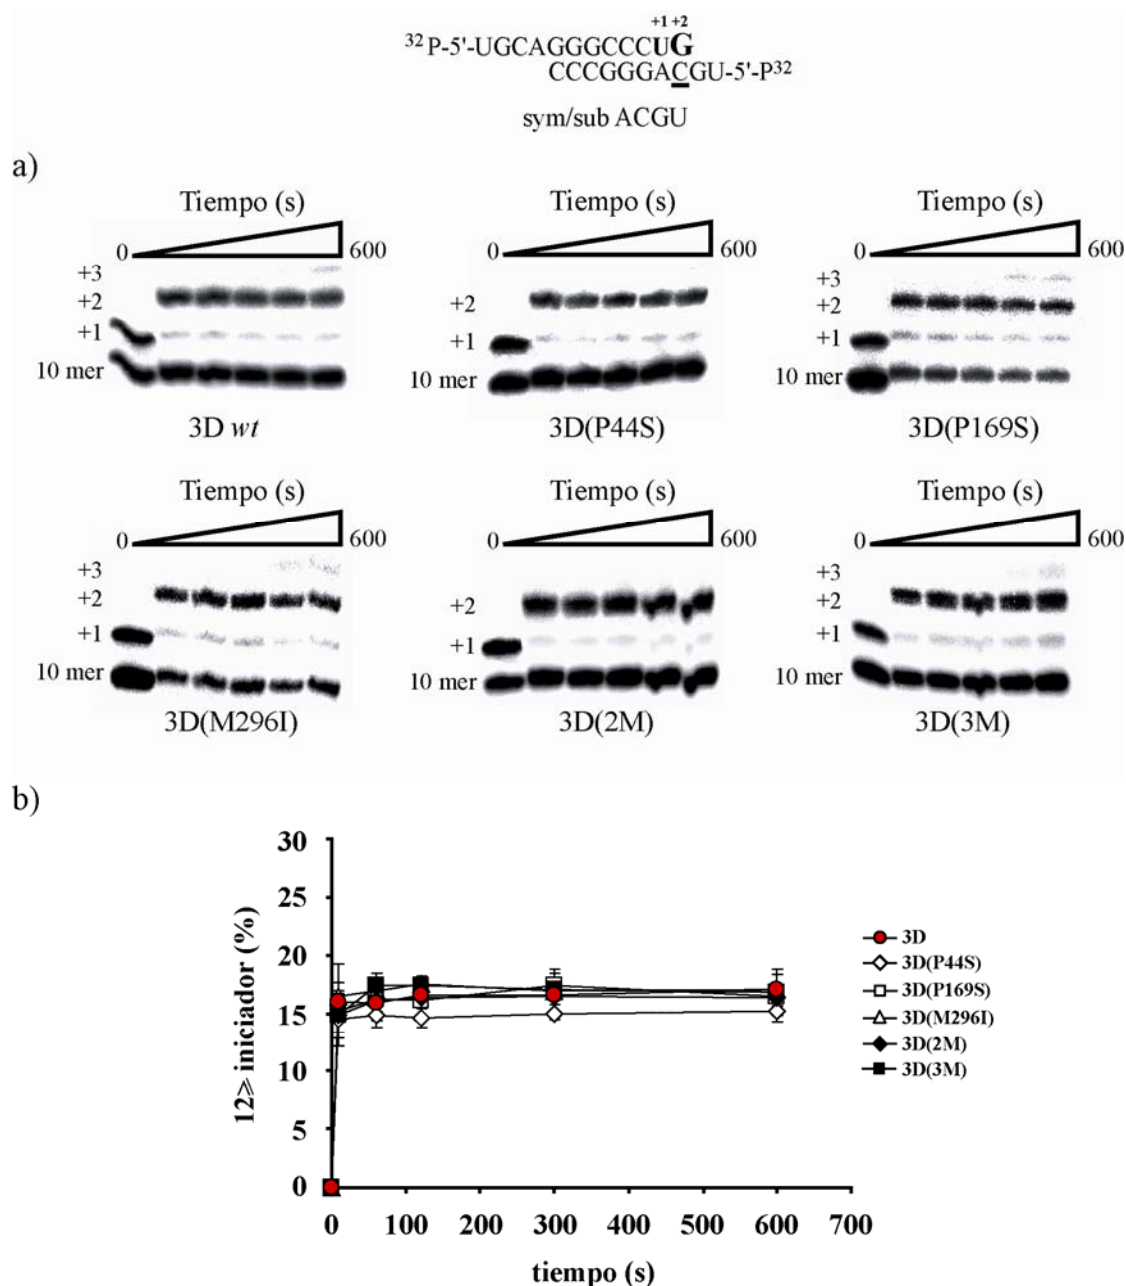 +1 +2
32 P-5'-UGCAGGGCCCUG
CCCGGGACGU-5'-P32
sym/sub ACGU
a)
Tiempo (s)
0
600
+3
+2
+1
10 mer
3D wt
Tiempo (s)
0
600
+2
+1
10 mer
3D(P44S)
Tiempo (s)
0
600
+3
+2
+1
10 mer
3D(P169S)
Tiempo (s)
0
600
+3
+2
+1
10 mer
3D(M296I)
Tiempo (s)
0
600
+2
+1
10 mer
3D(2M)
Tiempo (s)
0
600
+3
+2
+1
10 mer
3D(3M)
b)
12⩾ iniciador (%)
30
25
20
15
10
5
0
0 100 200 300 400 500 600 700
tiempo (s)
3D
3D(P44S)
3D(P169S)
3D(M296I)
3D(2M)
3D(3M)